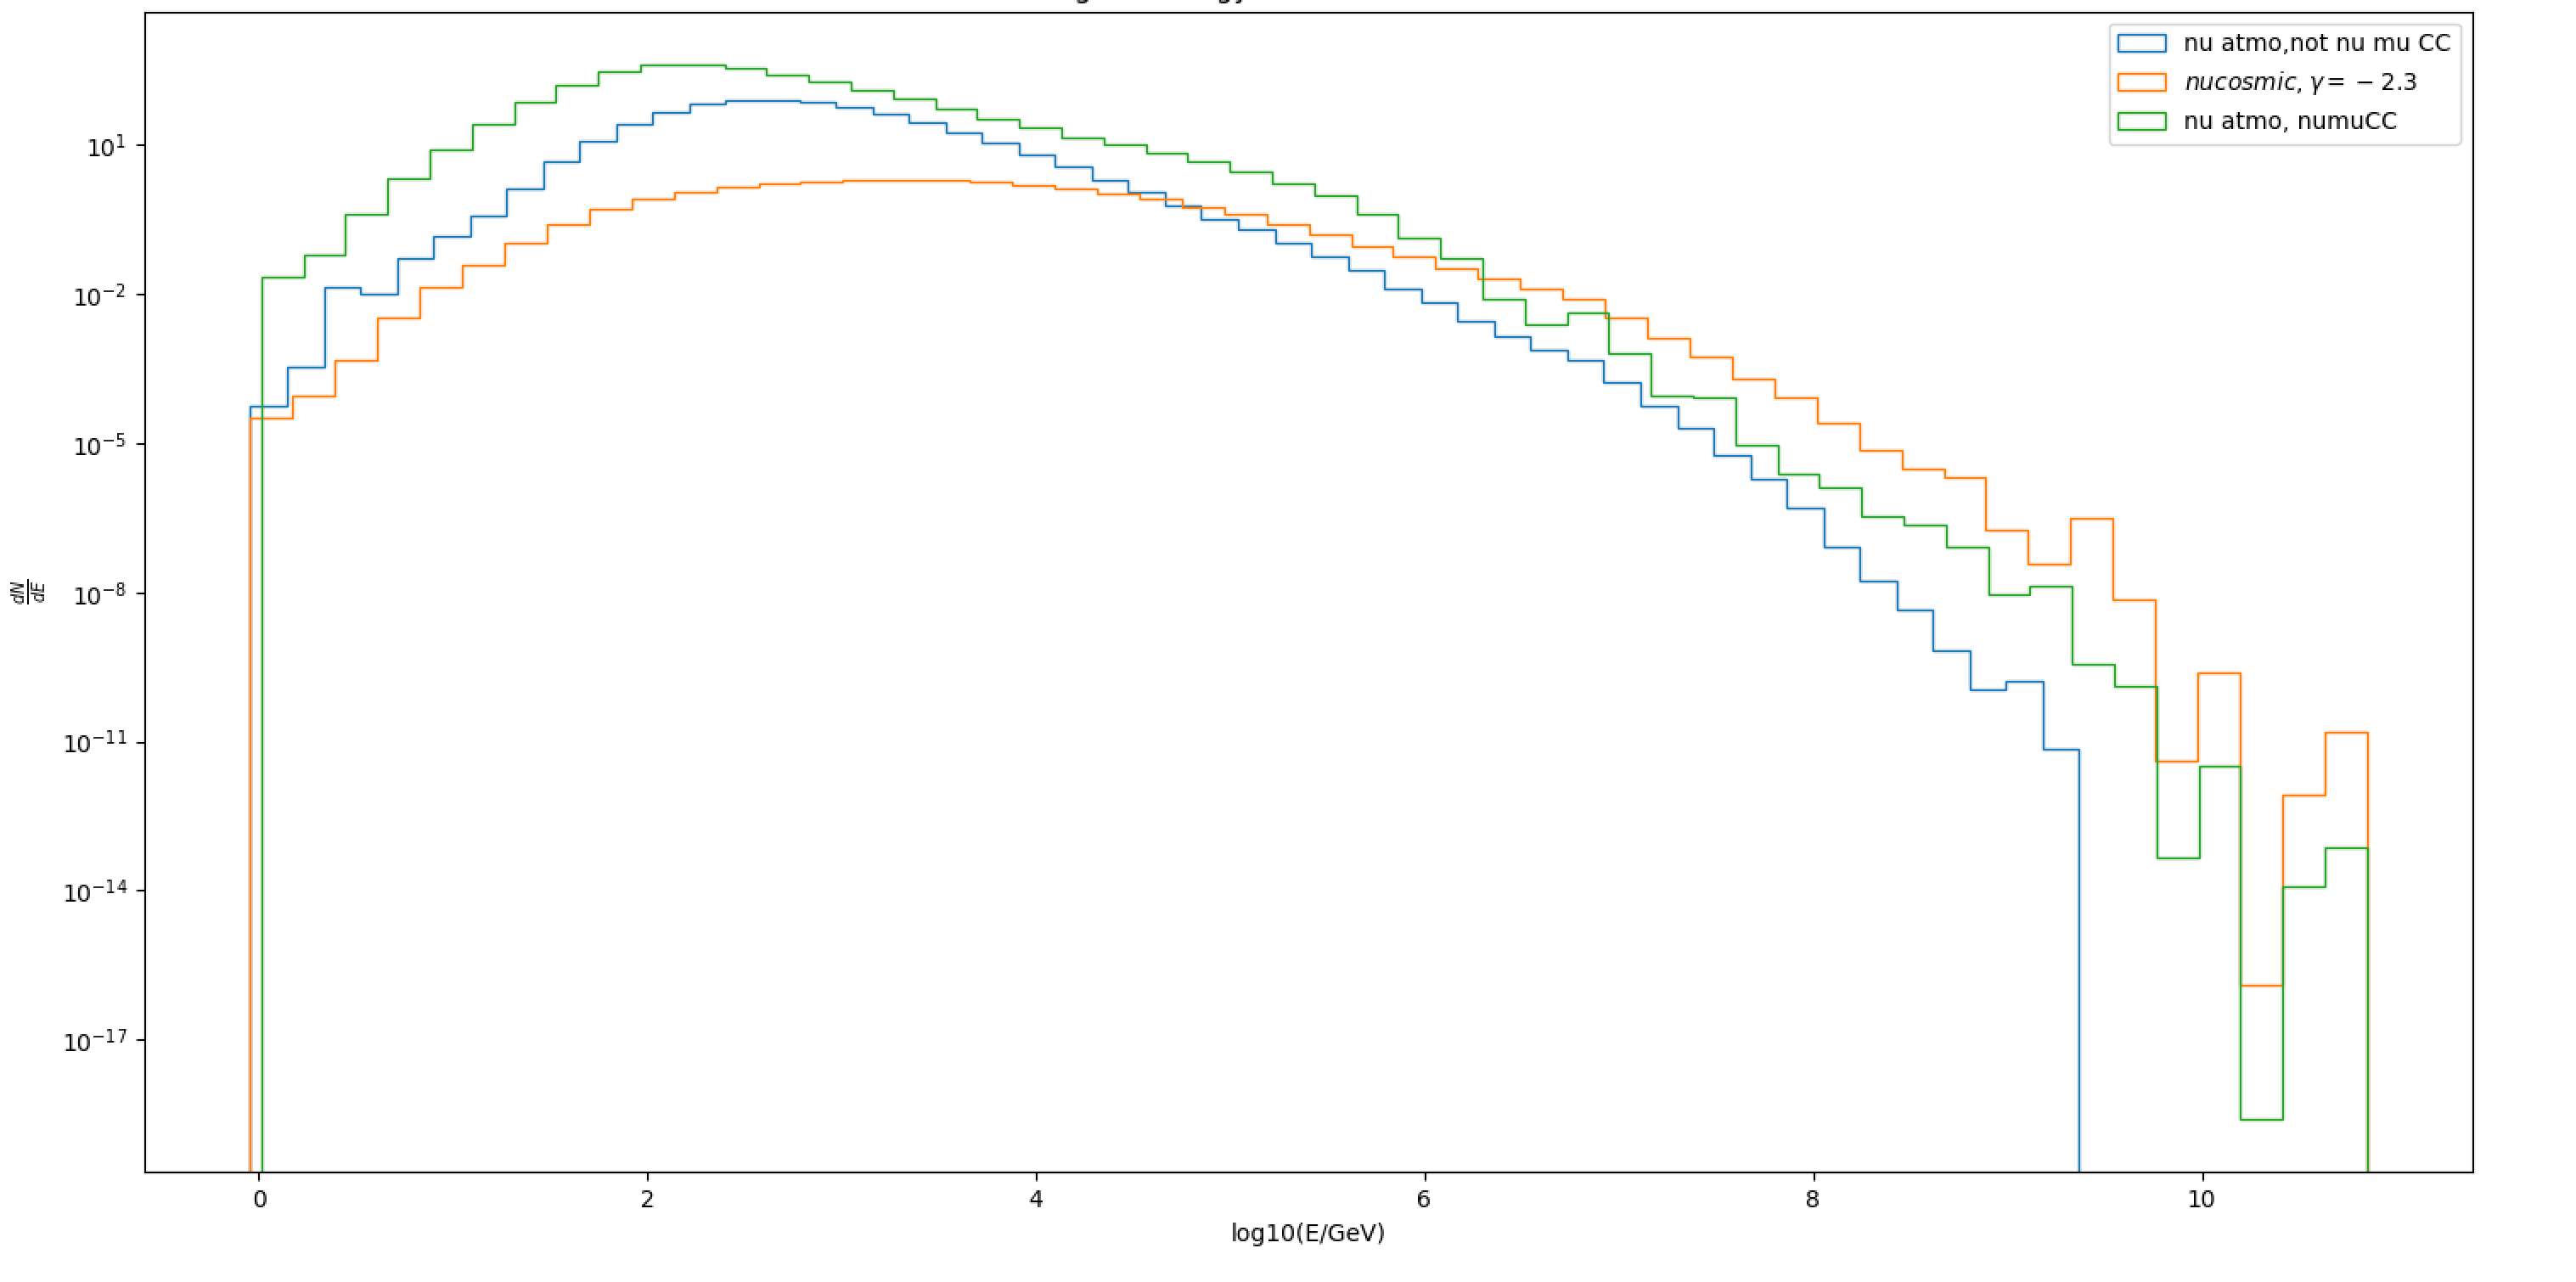 nu atmo,not nu mu CC
nucosmic, γ = − 2.3
nu atmo, numuCC
10^1
10^−2
10^−5
10^−8
10^−11
10^−14
10^−17
dN/dE
0 2 4 6 8 10
log10(E/GeV)